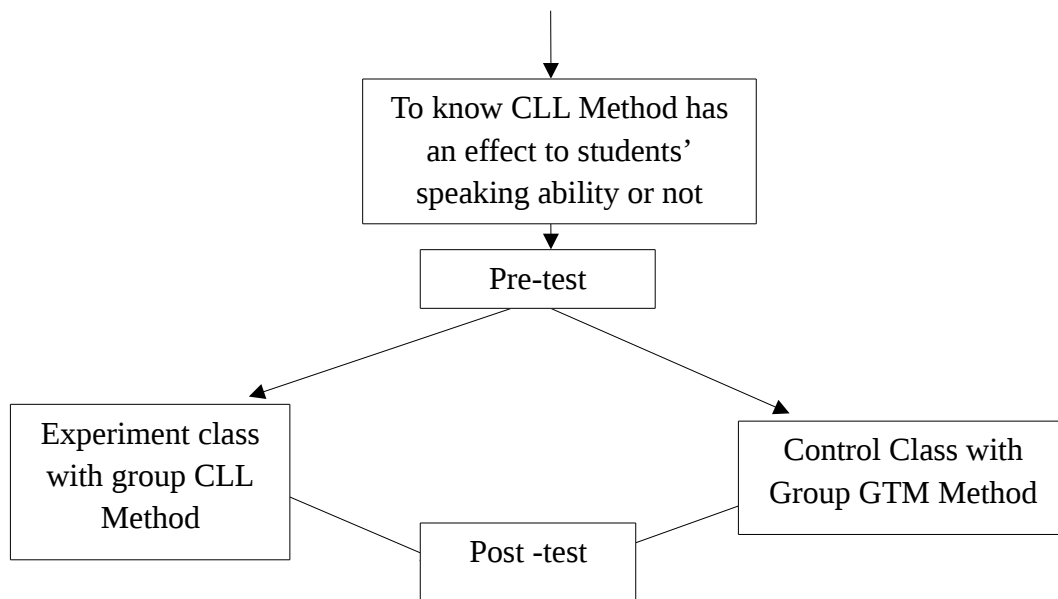 To know CLL Method has
an effect to students’
speaking ability or not
Pre-test
Experiment class
with group CLL
Method
Control Class with
Group GTM Method
Post -test